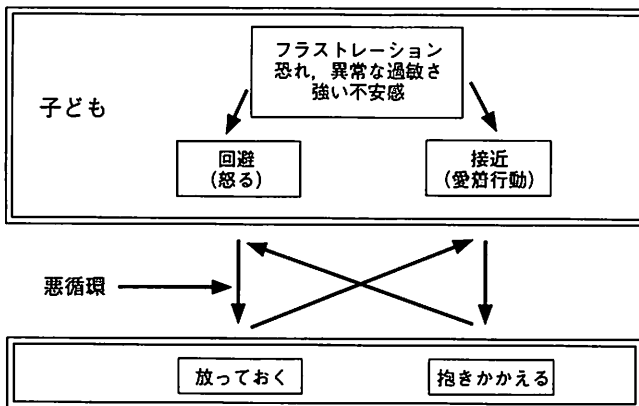 フラストレーション
恐れ，異常な過敏さ
強い不安感
子ども
回避
(怒る)
接近
(愛着行動)
悪循環
放っておく
抱きかかえる